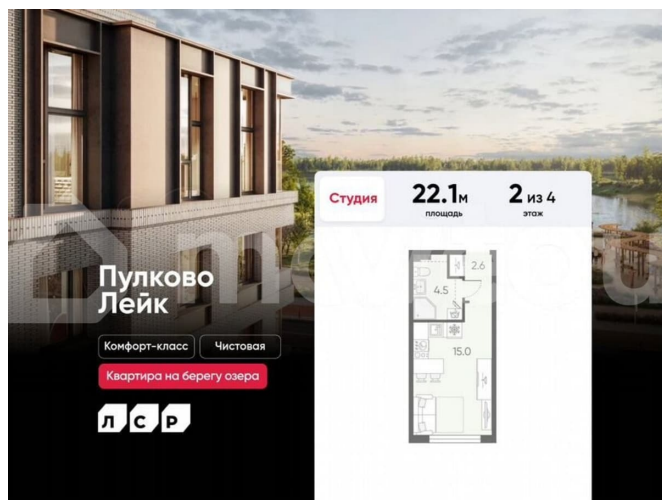 Студия
22.1м
площадь
2 из 4
этаж
2.6
4.5
15.0
Пулково
Лейк
Комфорт-класс
Чистовая
Квартира на берегу озера
ЛСР